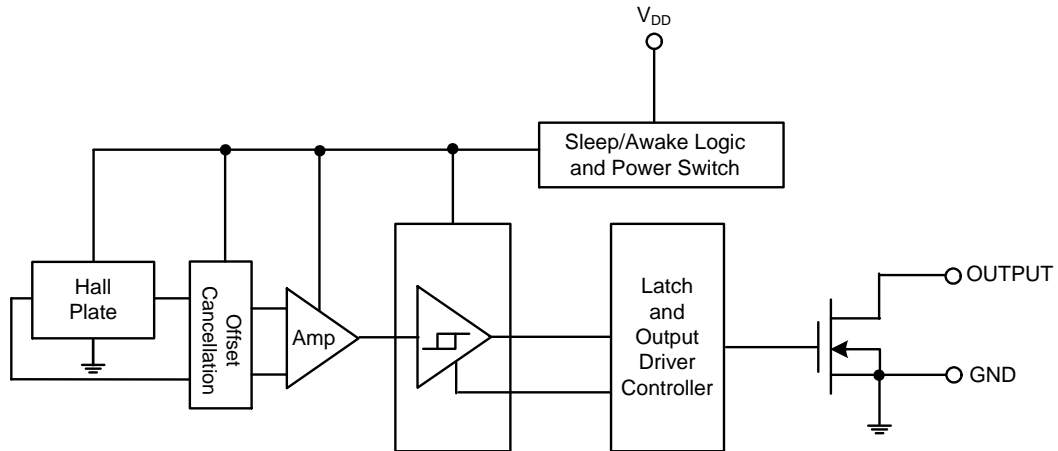 VDD
Sleep/Awake Logic
and Power Switch
Hall
Plate
Offset
Cancellation
Amp
Latch
and
Output
Driver
Controller
OUTPUT
GND